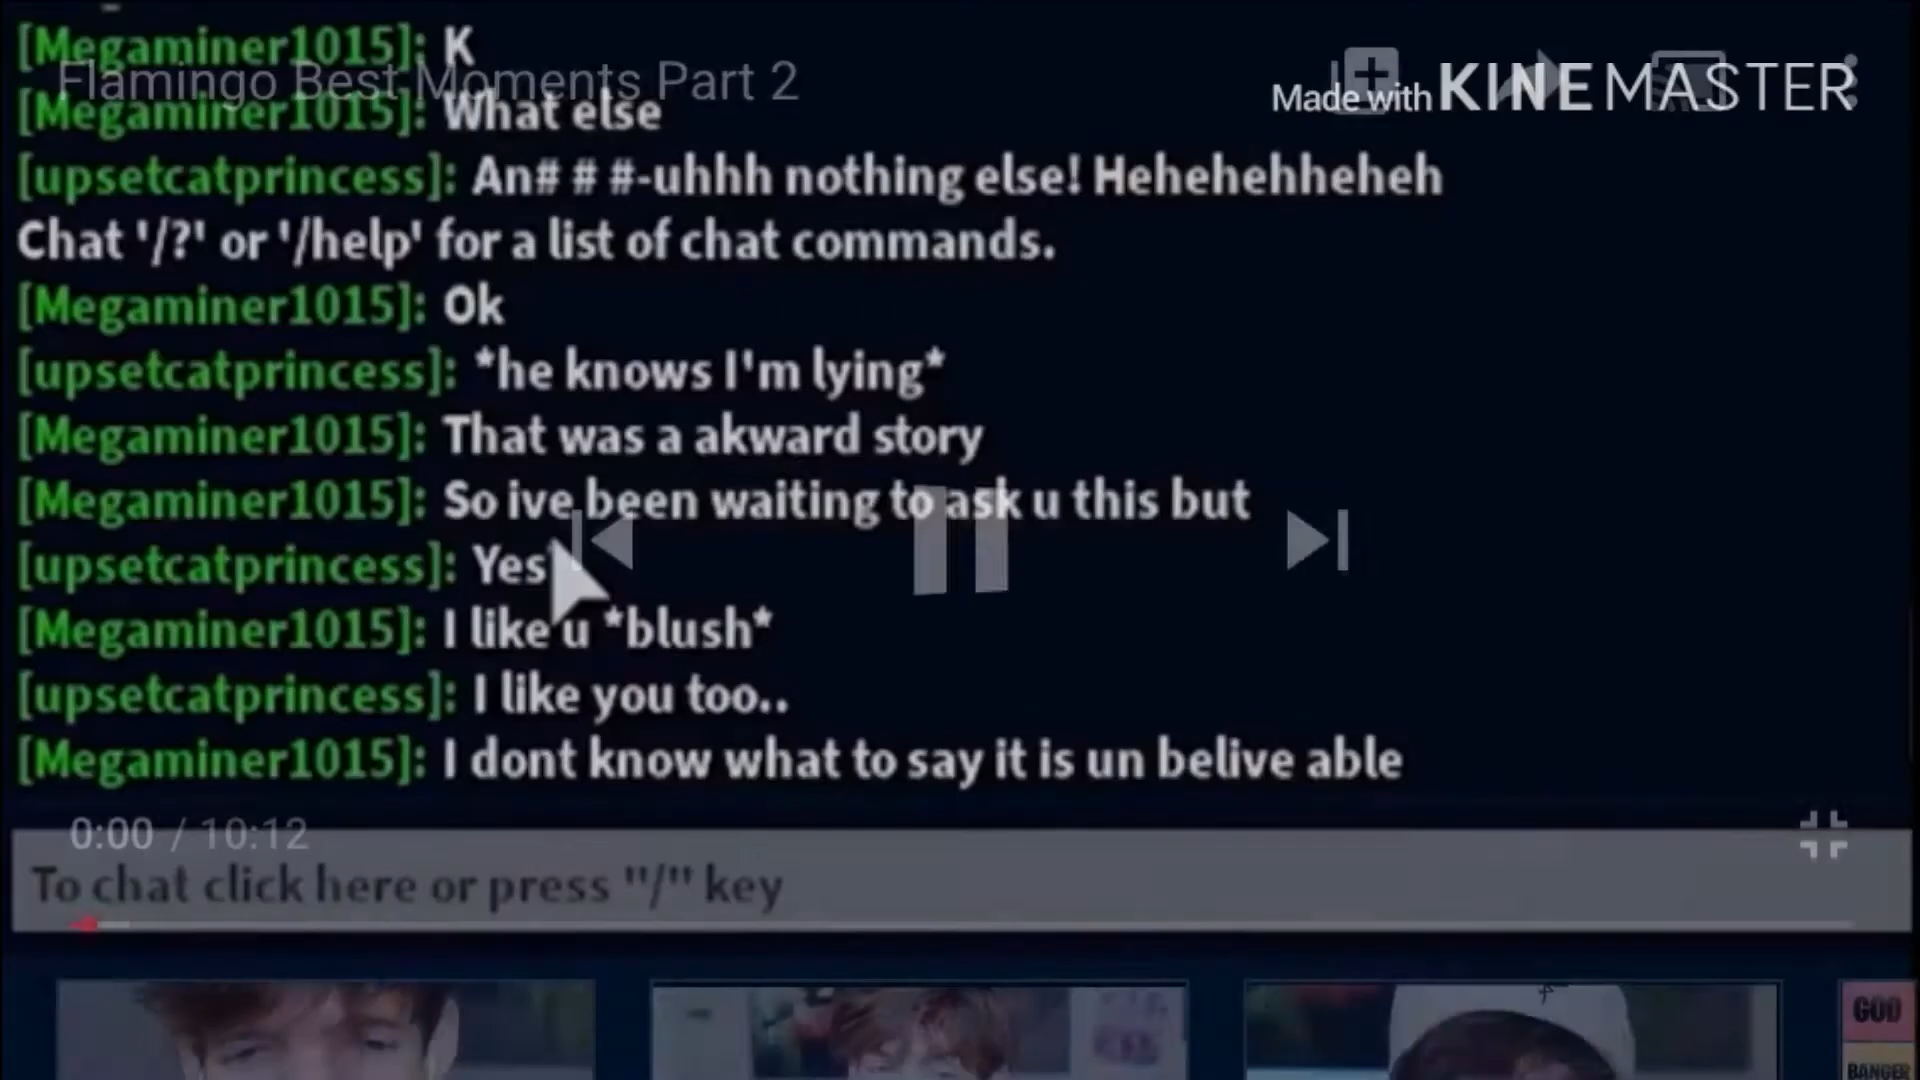 [Megaminer1015]: K
Flamingo Best Moments Part 2
Made with KINEMASTER
[Megaminer1015]: What else
[upsetcatprincess]: An# # #-uhhh nothing else! Hehehehheheh
Chat '/?' or '/help' for a list of chat commands.
[Megaminer1015]: Ok
[upsetcatprincess]: *he knows I'm lying*
[Megaminer1015]: That was a akward story
[Megaminer1015]: So ive been waiting to ask u this but
[upsetcatprincess]: Yes
[Megaminer1015]: I like u *blush*
[upsetcatprincess]: I like you too..
[Megaminer1015]: I dont know what to say it is un belive able
0:00 / 10:12
To chat click here or press "/" key
GOD
BANGER